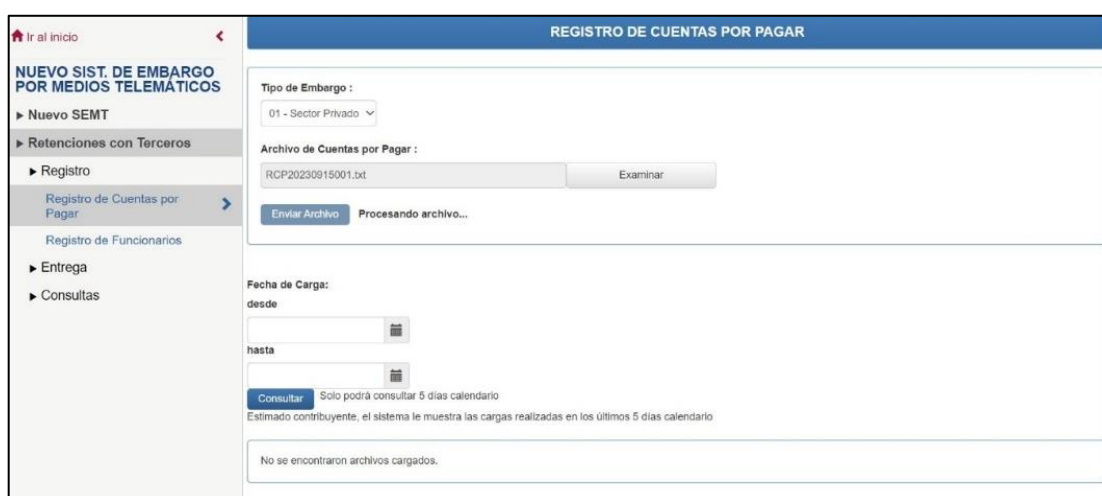 Ir al inicio
NUEVO SIST. DE EMBARGO
POR MEDIOS TELEMÁTICOS
Nuevo SEMT
Retenciones con Terceros
Registro
Registro de Cuentas por
Pagar
Registro de Funcionarios
Entrega
Consultas
REGISTRO DE CUENTAS POR PAGAR
Tipo de Embargo :
01 - Sector Privado
Archivo de Cuentas por Pagar :
RCP20230915001.txt
Examinar
Enviar Archivo Procesando archivo...
Fecha de Carga:
desde
hasta
Consultar Solo podrá consultar 5 días calendario
Estimado contribuyente, el sistema le muestra las cargas realizadas en los últimos 5 días calendario
No se encontraron archivos cargados.